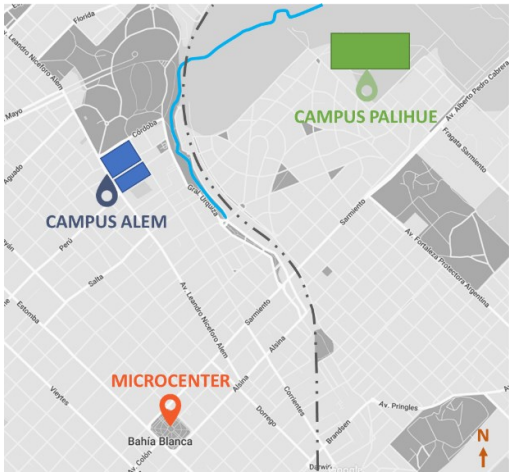 Florida
Av. Leandro Niceforo Alem
Mayo
Córdoba
CAMPUS PALIHUE
Av. Alberto Pedro Cabrera
Fragata Sarmiento
Aguado
CAMPUS ALEM
Gral. Urquiza
Sarmiento
Perú
Av. Fortaleza Protectora Argentina
Salta
Estomba
Av. Leandro Niceforo Alem
Sarmiento
Alsina
MICROCENTER
Alsina
Vieytes
Corrientes
Dorrego
Av. Pringles
Brandsen
Bahía Blanca
Av. Colón
N